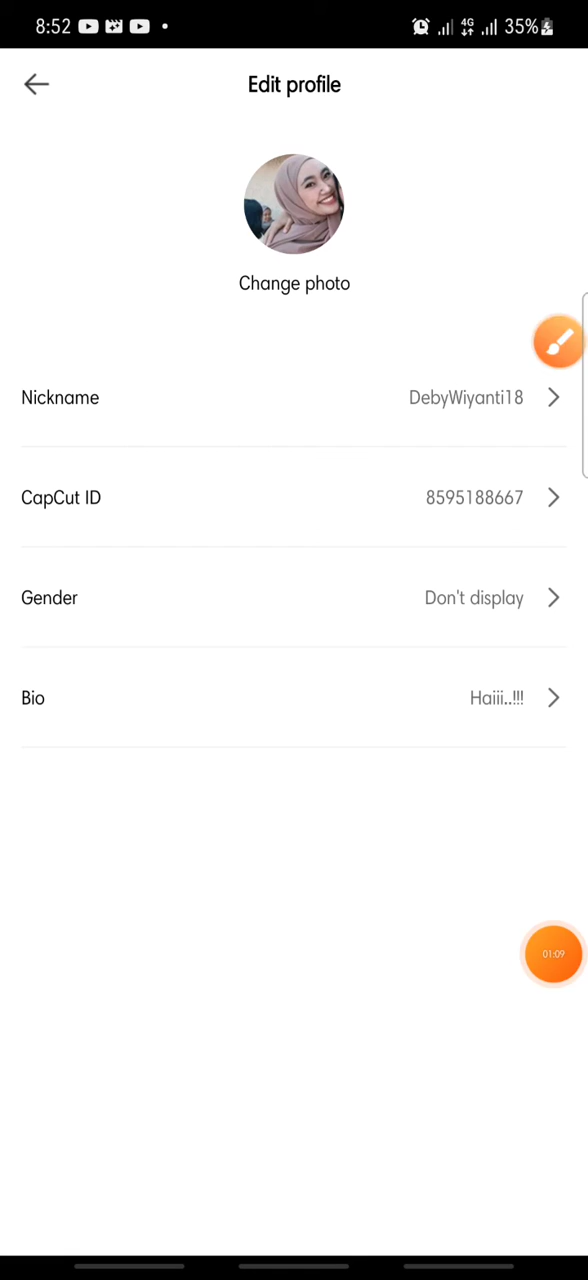 8:52 4G 35%
Edit profile
Change photo
Nickname DebyWiyanti18
CapCut ID 8595188667
Gender Don't display
Bio Haiii..!!!
01:09